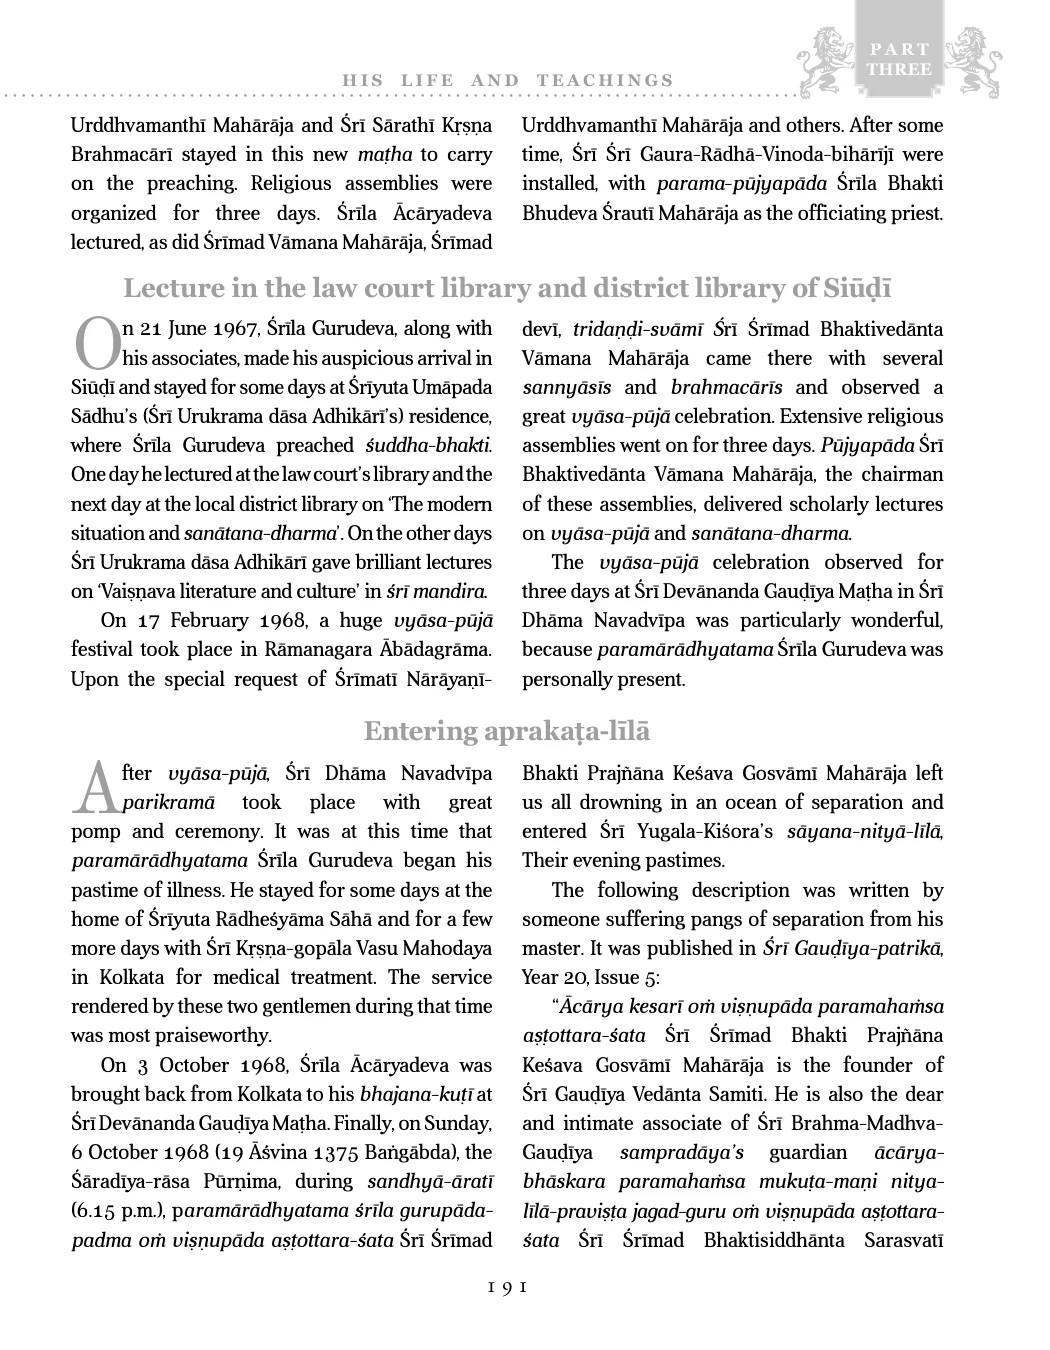 PART
THREE
HIS LIFE AND TEACHINGS
Urddhvamanthī Mahārāja and Śrī Sārathī Kṛṣṇa
Brahmacārī stayed in this new maṭha to carry
on the preaching. Religious assemblies were
organized for three days. Śrīla Ācāryadeva
lectured, as did Śrīmad Vāmana Mahārāja, Śrīmad
Urddhvamanthī Mahārāja and others. After some
time, Śrī Śrī Gaura-Rādhā-Vinoda-bihārījī were
installed, with parama-pūjyapāda Śrīla Bhakti
Bhudeva Śrautī Mahārāja as the officiating priest.
Lecture in the law court library and district library of Siūḍī
On 21 June 1967, Śrīla Gurudeva, along with
his associates, made his auspicious arrival in
Siūḍī and stayed for some days at Śrīyuta Umāpada
Sādhu’s (Śrī Urukrama dāsa Adhikārī’s) residence,
where Śrīla Gurudeva preached śuddha-bhakti.
One day he lectured at the law court’s library and the
next day at the local district library on ‘The modern
situation and sanātana-dharma’. On the other days
Śrī Urukrama dāsa Adhikārī gave brilliant lectures
on ‘Vaiṣṇava literature and culture’ in śrī mandira.
On 17 February 1968, a huge vyāsa-pūjā
festival took place in Rāmanagara Ābādagrāma.
Upon the special request of Śrīmatī Nārāyaṇī-
devī, tridaṇḍi-svāmī Śrī Śrīmad Bhaktivedānta
Vāmana Mahārāja came there with several
sannyāsīs and brahmacārīs and observed a
great vyāsa-pūjā celebration. Extensive religious
assemblies went on for three days. Pūjyapāda Śrī
Bhaktivedānta Vāmana Mahārāja, the chairman
of these assemblies, delivered scholarly lectures
on vyāsa-pūjā and sanātana-dharma.
The vyāsa-pūjā celebration observed for
three days at Śrī Devānanda Gauḍīya Maṭha in Śrī
Dhāma Navadvīpa was particularly wonderful,
because paramārādhyatama Śrīla Gurudeva was
personally present.
Entering aprakaṭa-līlā
After vyāsa-pūjā, Śrī Dhāma Navadvīpa
parikramā took place with great
pomp and ceremony. It was at this time that
paramārādhyatama Śrīla Gurudeva began his
pastime of illness. He stayed for some days at the
home of Śrīyuta Rādheśyāma Sāhā and for a few
more days with Śrī Kṛṣṇa-gopāla Vasu Mahodaya
in Kolkata for medical treatment. The service
rendered by these two gentlemen during that time
was most praiseworthy.
On 3 October 1968, Śrīla Ācāryadeva was
brought back from Kolkata to his bhajana-kuṭī at
Śrī Devānanda Gauḍīya Maṭha. Finally, on Sunday,
6 October 1968 (19 Āśvina 1375 Baṅgābda), the
Śāradīya-rāsa Pūrṇima, during sandhyā-āratī
(6.15 p.m.), paramārādhyatama śrīla gurupāda-
padma oṁ viṣṇupāda aṣṭottara-śata Śrī Śrīmad
Bhakti Prajñāna Keśava Gosvāmī Mahārāja left
us all drowning in an ocean of separation and
entered Śrī Yugala-Kiśora’s sāyana-nityā-līlā,
Their evening pastimes.
The following description was written by
someone suffering pangs of separation from his
master. It was published in Śrī Gauḍīya-patrikā,
Year 20, Issue 5:
“Ācārya kesarī oṁ viṣṇupāda paramahaṁsa
aṣṭottara-śata Śrī Śrīmad Bhakti Prajñāna
Keśava Gosvāmī Mahārāja is the founder of
Śrī Gauḍīya Vedānta Samiti. He is also the dear
and intimate associate of Śrī Brahma-Madhva-
Gauḍīya sampradāya’s guardian ācārya-
bhāskara paramahaṁsa mukuṭa-maṇi nitya-
līlā-praviṣṭa jagad-guru oṁ viṣṇupāda aṣṭottara-
śata Śrī Śrīmad Bhaktisiddhānta Sarasvatī
191